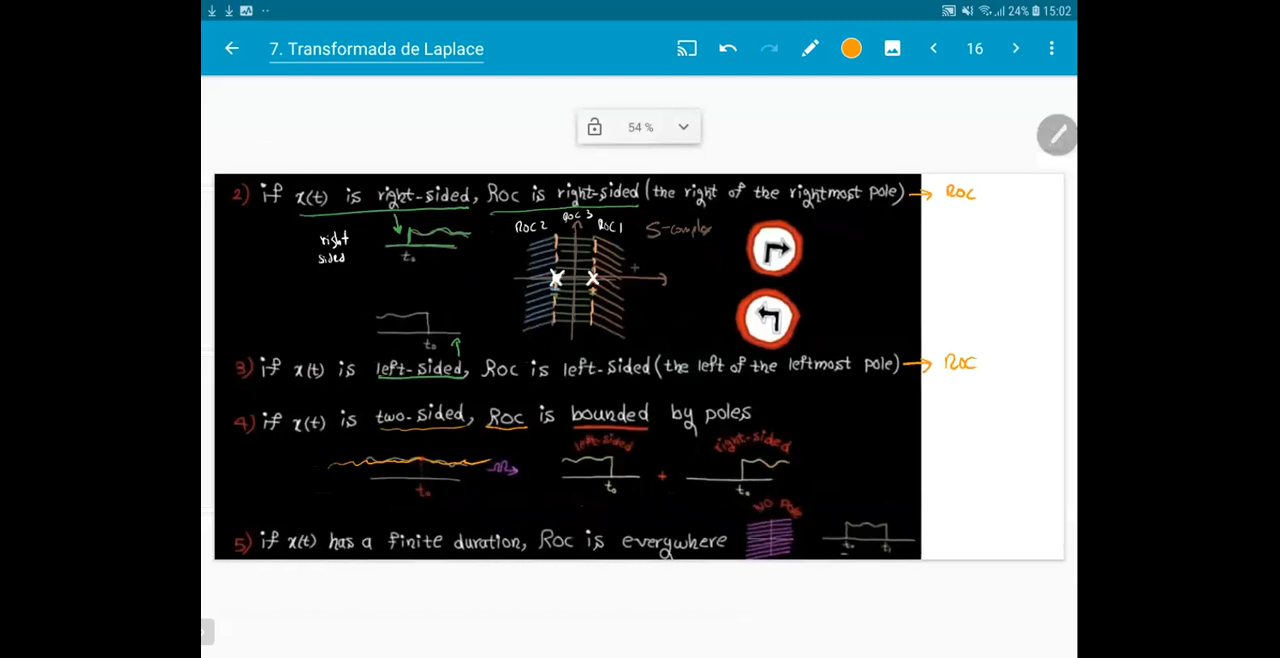 24% 15:02
7. Transformada de Laplace
16
54 %
2) if x(t) is right-sided, ROC is right-sided (the right of the rightmost pole) → ROC
right
sided
t₀
ROC 2
ROC 3
ROC 1
S-complex
t₀
3) if x(t) is left-sided, ROC is left-sided (the left of the leftmost pole) → ROC
4) if x(t) is two-sided, ROC is bounded by poles
t₀
left-sided
t₀
+
right-sided
t₀
5) if x(t) has a finite duration, ROC is everywhere
NO Pole
t₀ t₁